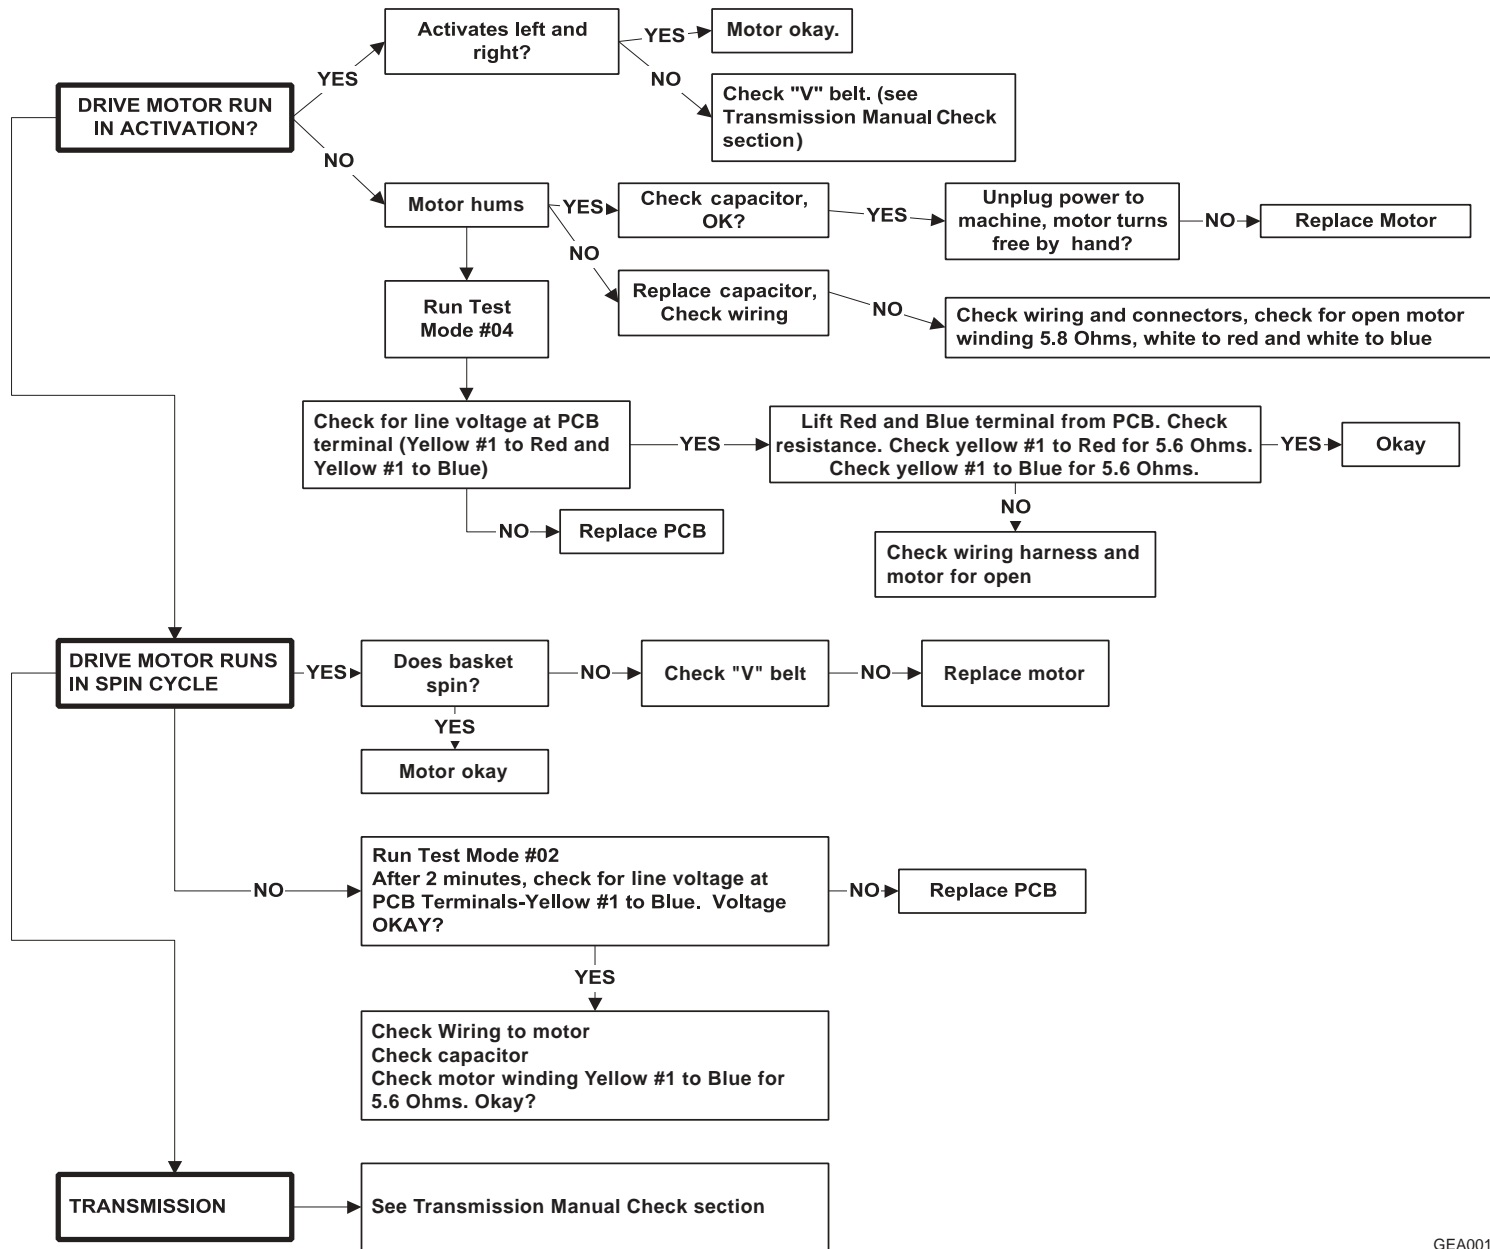 Activates left and
right?
YES
Motor okay.
YES
NO
DRIVE MOTOR RUN
IN ACTIVATION?
Check "V" belt. (see
Transmission Manual Check
section)
NO
Motor hums
YES
Check capacitor,
OK?
YES
Unplug power to
machine, motor turns
free by hand?
NO
Replace Motor
NO
Run Test
Mode #04
Replace capacitor,
Check wiring
NO
Check wiring and connectors, check for open motor
winding 5.8 Ohms, white to red and white to blue
Check for line voltage at PCB
terminal (Yellow #1 to Red and
Yellow #1 to Blue)
YES
Lift Red and Blue terminal from PCB. Check
resistance. Check yellow #1 to Red for 5.6 Ohms.
Check yellow #1 to Blue for 5.6 Ohms.
YES
Okay
NO
Replace PCB
NO
Check wiring harness and
motor for open
DRIVE MOTOR RUNS
IN SPIN CYCLE
YES
Does basket
spin?
NO
Check "V" belt
NO
Replace motor
YES
Motor okay
NO
Run Test Mode #02
After 2 minutes, check for line voltage at
PCB Terminals-Yellow #1 to Blue. Voltage
OKAY?
NO
Replace PCB
YES
Check Wiring to motor
Check capacitor
Check motor winding Yellow #1 to Blue for
5.6 Ohms. Okay?
TRANSMISSION
See Transmission Manual Check section
GEA001